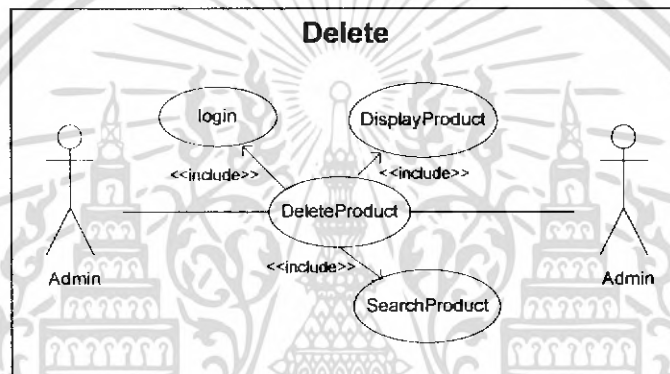 Delete
login
DisplayProduct
<<include>>
<<include>>
DeleteProduct
Admin
Admin
<<include>>
SearchProduct